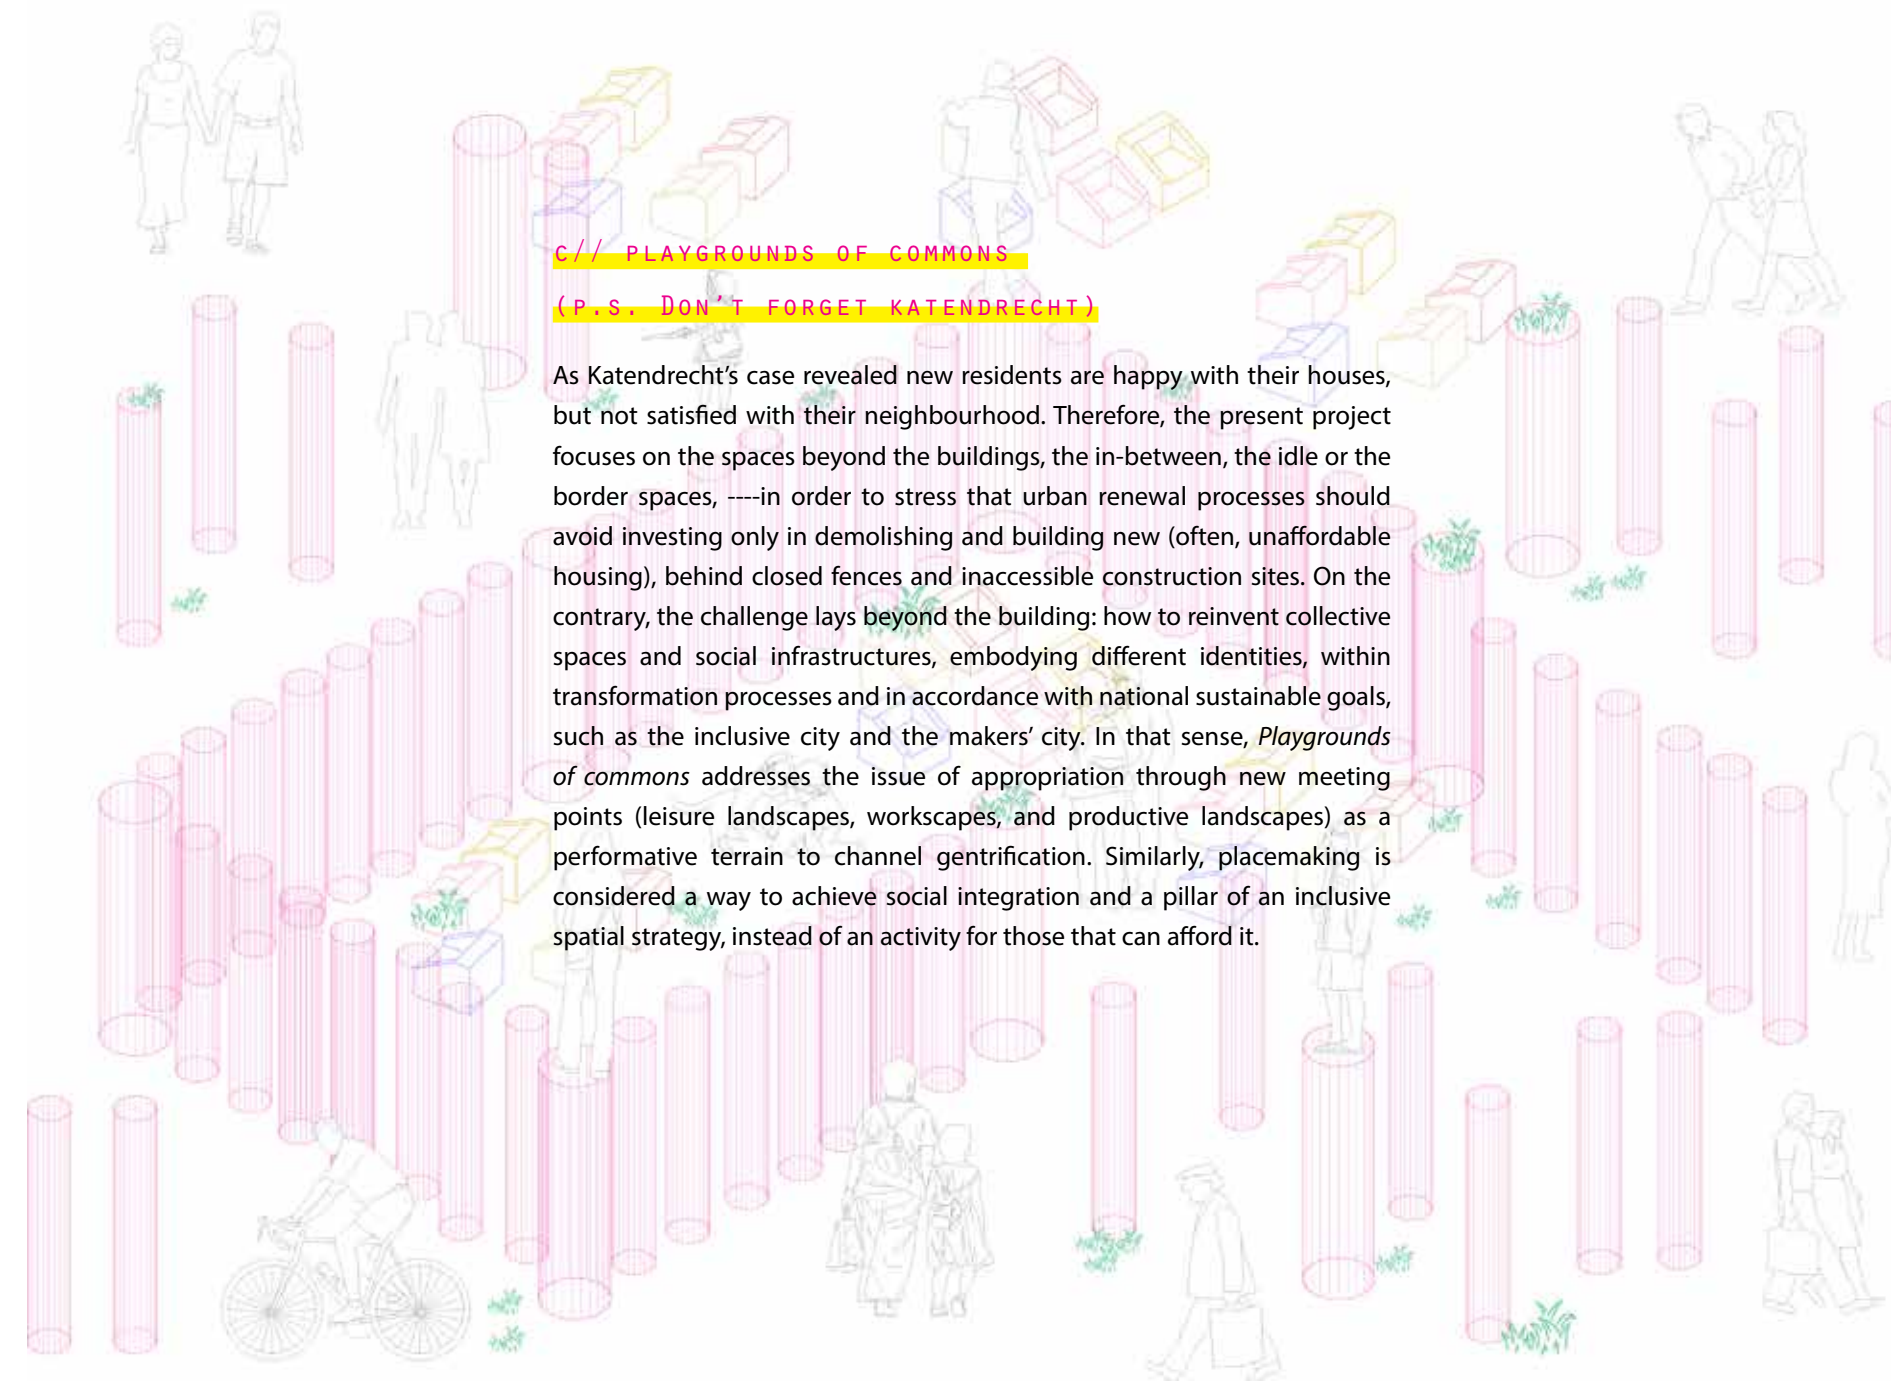 C// PLAYGROUNDS OF COMMONS
(P.S. DON'T FORGET KATENDRECHT)
As Katendrecht's case revealed new residents are happy with their houses,
but not satisfied with their neighbourhood. Therefore, the present project
focuses on the spaces beyond the buildings, the in-between, the idle or the
border spaces, ----in order to stress that urban renewal processes should
avoid investing only in demolishing and building new (often, unaffordable
housing), behind closed fences and inaccessible construction sites. On the
contrary, the challenge lays beyond the building: how to reinvent collective
spaces and social infrastructures, embodying different identities, within
transformation processes and in accordance with national sustainable goals,
such as the inclusive city and the makers' city. In that sense, Playgrounds
of commons addresses the issue of appropriation through new meeting
points (leisure landscapes, workscapes, and productive landscapes) as a
performative terrain to channel gentrification. Similarly, placemaking is
considered a way to achieve social integration and a pillar of an inclusive
spatial strategy, instead of an activity for those that can afford it.